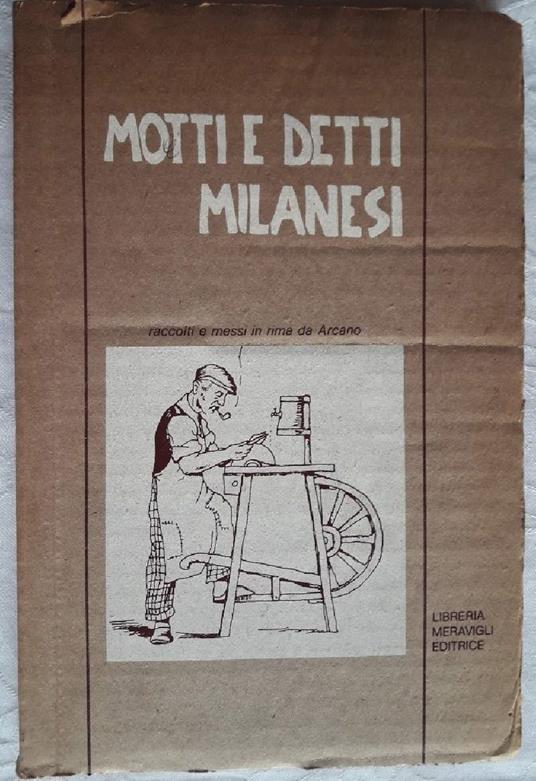 MOTTI E DETTI
MILANESI
raccolti e messi in rima da Arcano
LIBRERIA
MERAVIGLI
EDITRICE